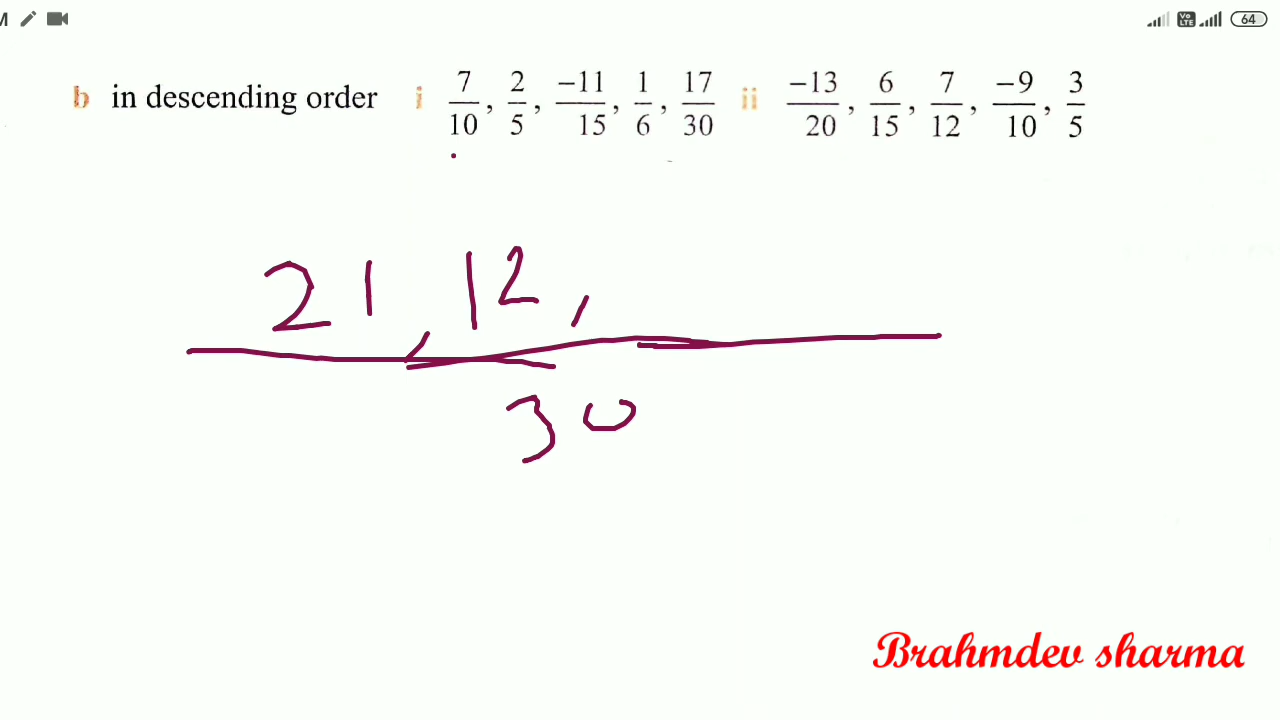 M 64
b in descending order i 7/10, 2/5, -11/15, 1/6, 17/30 ii -13/20, 6/15, 7/12, -9/10, 3/5
21, 12,
30
Brahmdev sharma